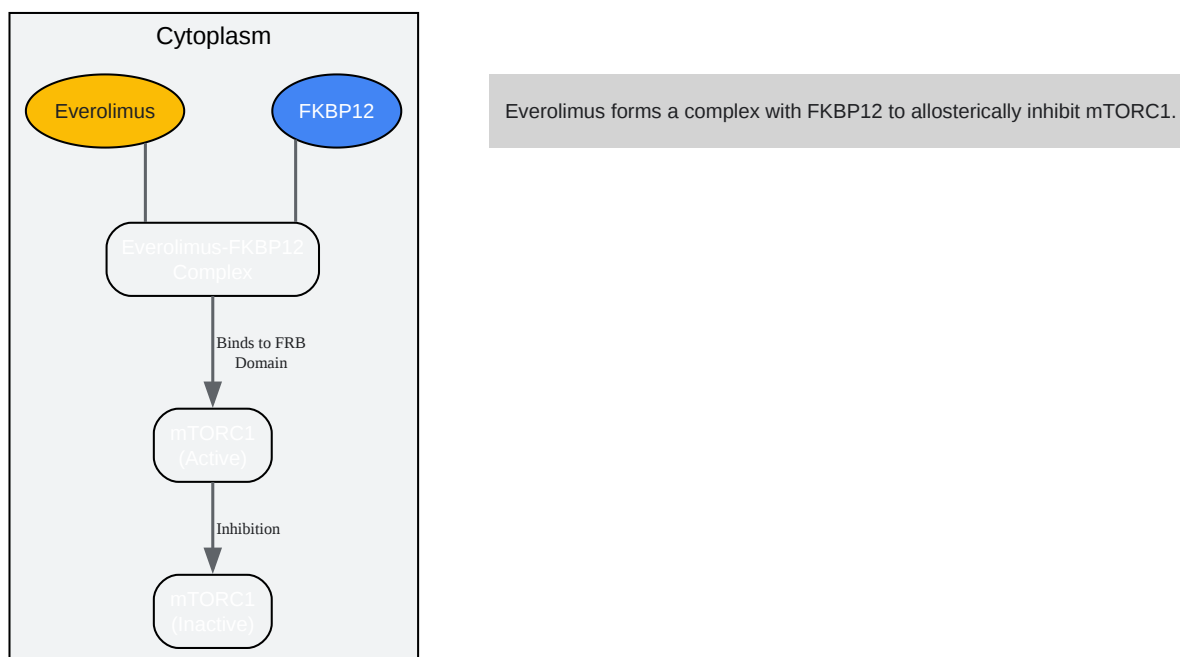 Cytoplasm
Everolimus
FKBP12
Everolimus forms a complex with FKBP12 to allosterically inhibit mTORC1.
Everolimus-FKBP12
Complex
Binds to FRB
Domain
mTORC1
(Active)
Inhibition
mTORC1
(Inactive)